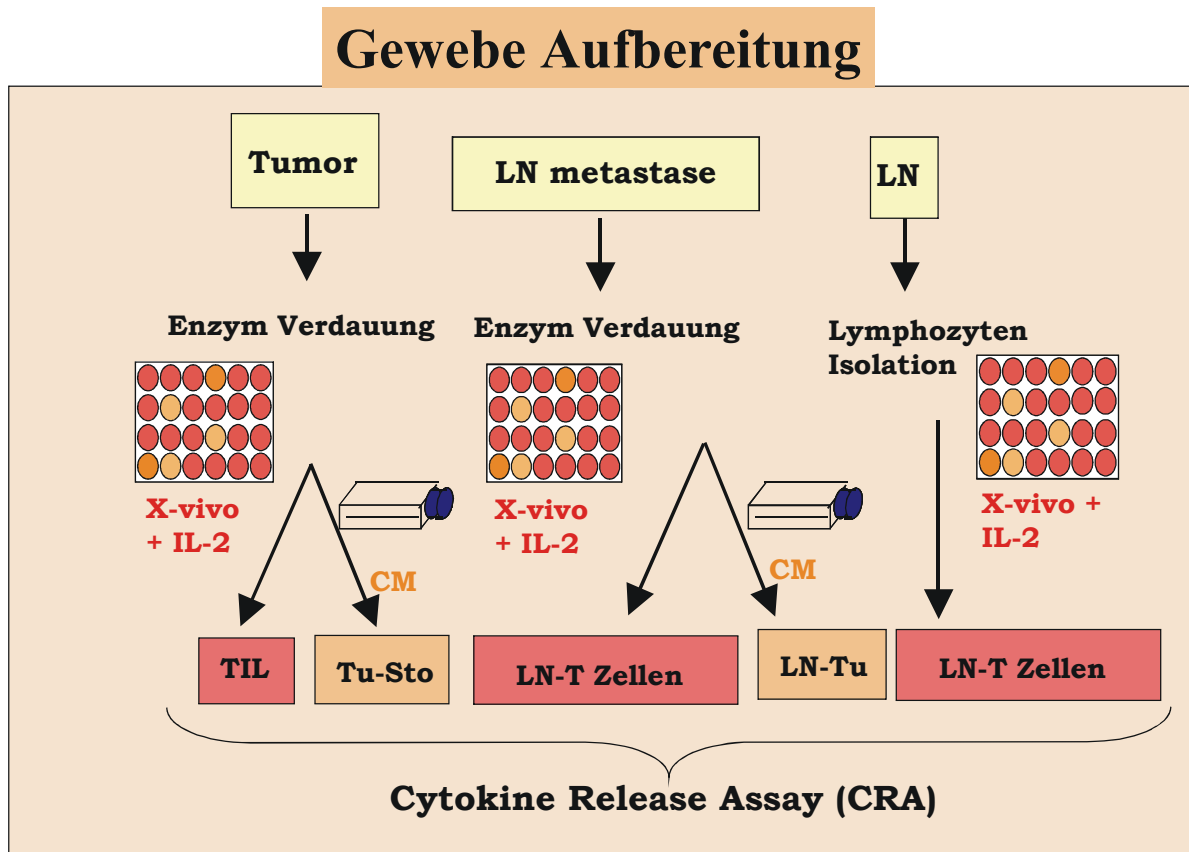 Gewebe Aufbereitung
Tumor
LN metastase
LN
Enzym Verdauung
Enzym Verdauung
Lymphozyten
Isolation
X-vivo
+ IL-2
X-vivo
+ IL-2
X-vivo +
IL-2
CM
CM
TIL
Tu-Sto
LN-T Zellen
LN-Tu
LN-T Zellen
Cytokine Release Assay (CRA)